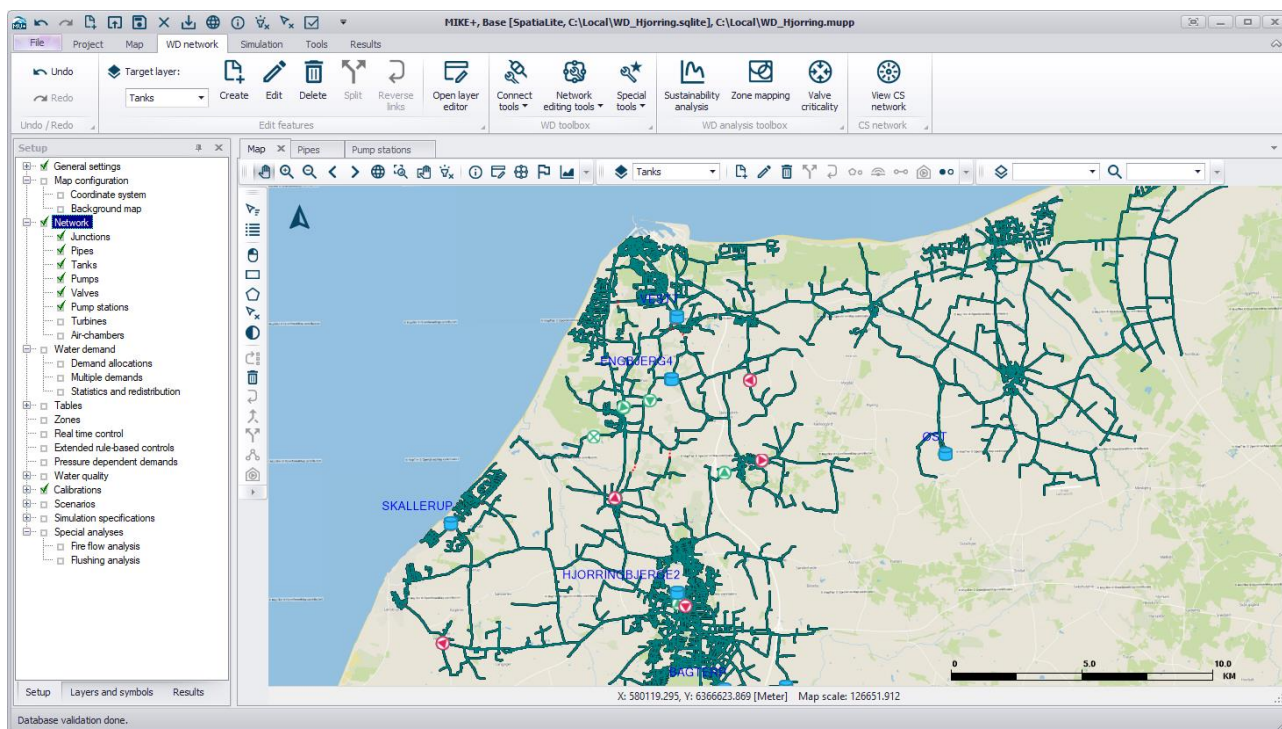 MIKE+, Base [SpatiaLite, C:\Local\WD_Hjorring.sqlite], C:\Local\WD_Hjorring.mupp
File Project Map WD network Simulation Tools Results
Undo Target layer:
Redo Tanks Create Edit Delete Split Reverse links Open layer editor Connect tools Network editing tools Special tools Sustainability analysis Zone mapping Valve criticality View CS network
Undo / Redo Edit features WD toolbox WD analysis toolbox CS network
Setup
General settings
Map configuration
Coordinate system
Background map
Network
Junctions
Pipes
Tanks
Pumps
Valves
Pump stations
Turbines
Air-chambers
Water demand
Demand allocations
Multiple demands
Statistics and redistribution
Tables
Zones
Real time control
Extended rule-based controls
Pressure dependent demands
Water quality
Calibrations
Scenarios
Simulation specifications
Special analyses
Fire flow analysis
Flushing analysis
Setup Layers and symbols Results
Map Pipes Pump stations
Tanks
ENGBJERG4
ØST
SKALLERUP
HJORRINGBJERGE2
0 5.0 10.0
KM
X: 580119.295, Y: 6366623.869 [Meter] Map scale: 126651.912
Database validation done.